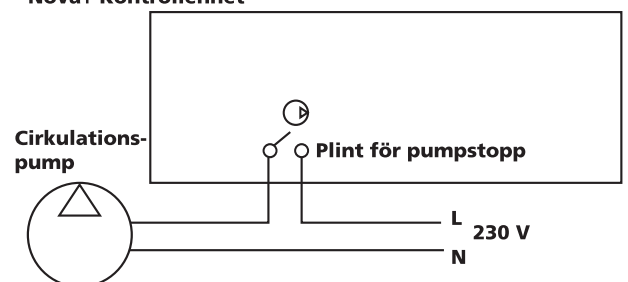 Cirkulations-
pump
Plint för pumpstopp
L
230 V
N